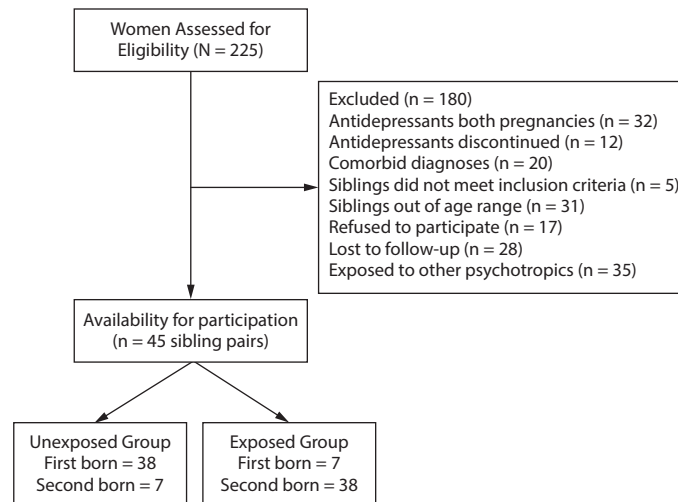 Women Assessed for
Eligibility (N = 225)
Excluded (n = 180)
Antidepressants both pregnancies (n = 32)
Antidepressants discontinued (n = 12)
Comorbid diagnoses (n = 20)
Siblings did not meet inclusion criteria (n = 5)
Siblings out of age range (n = 31)
Refused to participate (n = 17)
Lost to follow-up (n = 28)
Exposed to other psychotropics (n = 35)
Availability for participation
(n = 45 sibling pairs)
Unexposed Group
First born = 38
Second born = 7
Exposed Group
First born = 7
Second born = 38